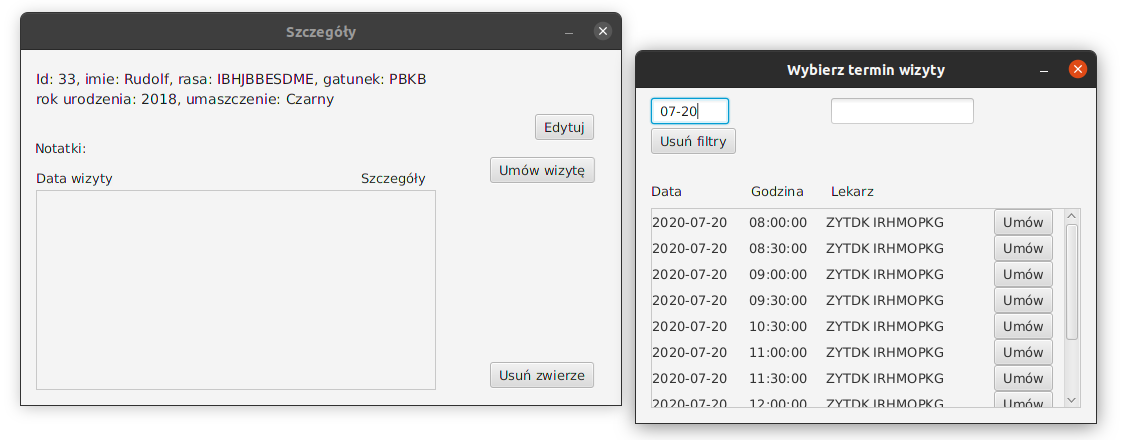 Szczegóły
Id: 33, imie: Rudolf, rasa: IBHJBBESDME, gatunek: PBKB
rok urodzenia: 2018, umaszczenie: Czarny
Edytuj
Notatki:
Umów wizytę
Data wizyty Szczegóły
Usuń zwierze
Wybierz termin wizyty
07-20
Usuń filtry
Data Godzina Lekarz
2020-07-20 08:00:00 ZYTDK IRHMOPKG Umów
2020-07-20 08:30:00 ZYTDK IRHMOPKG Umów
2020-07-20 09:00:00 ZYTDK IRHMOPKG Umów
2020-07-20 09:30:00 ZYTDK IRHMOPKG Umów
2020-07-20 10:30:00 ZYTDK IRHMOPKG Umów
2020-07-20 11:00:00 ZYTDK IRHMOPKG Umów
2020-07-20 11:30:00 ZYTDK IRHMOPKG Umów
2020-07-20 12:00:00 ZYTDK IRHMOPKG Umów